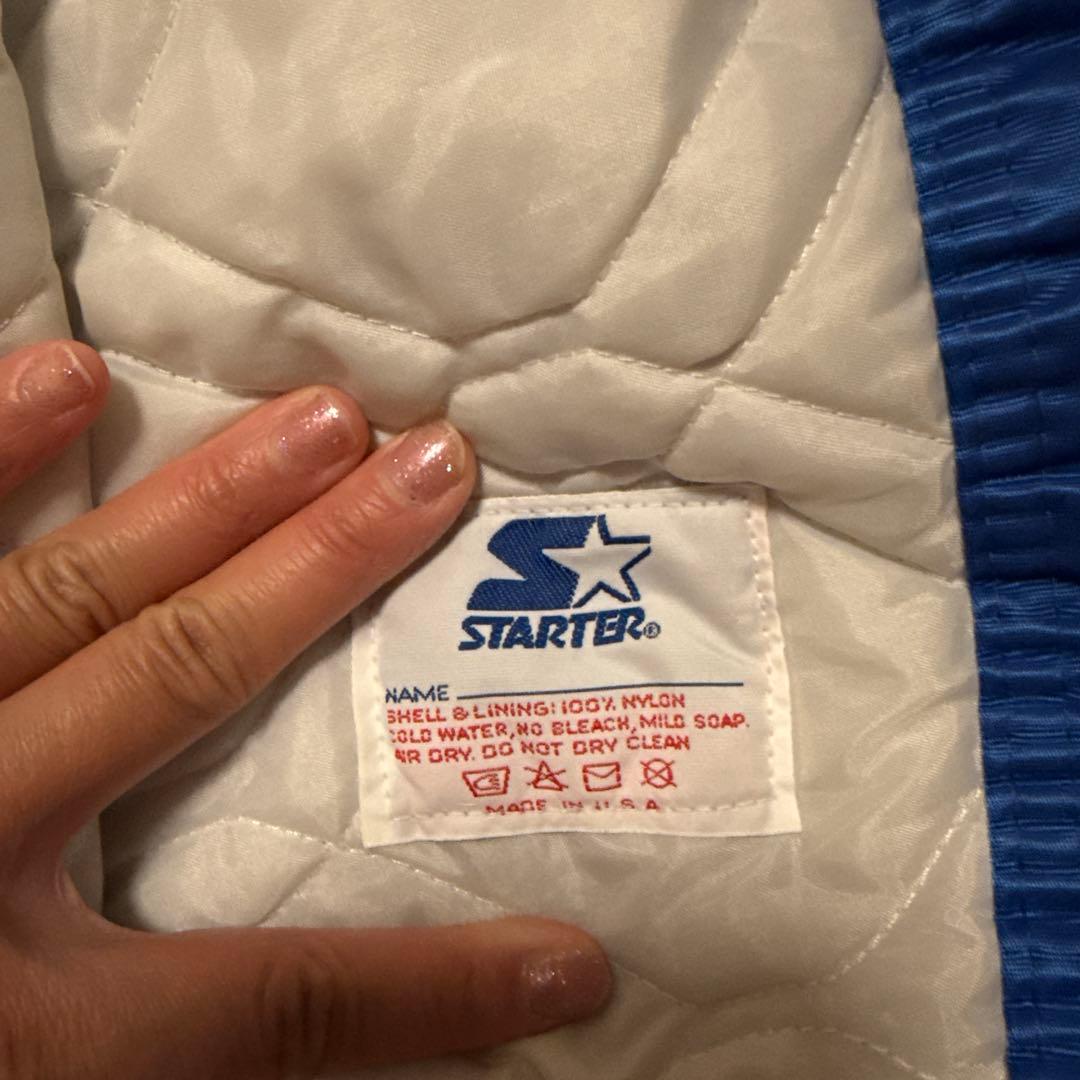 STARTER®
NAME
SHELL & LINING: 100% NYLON
COLD WATER, NO BLEACH, MILD SOAP.
AIR DRY. DO NOT DRY CLEAN
MADE IN U.S.A